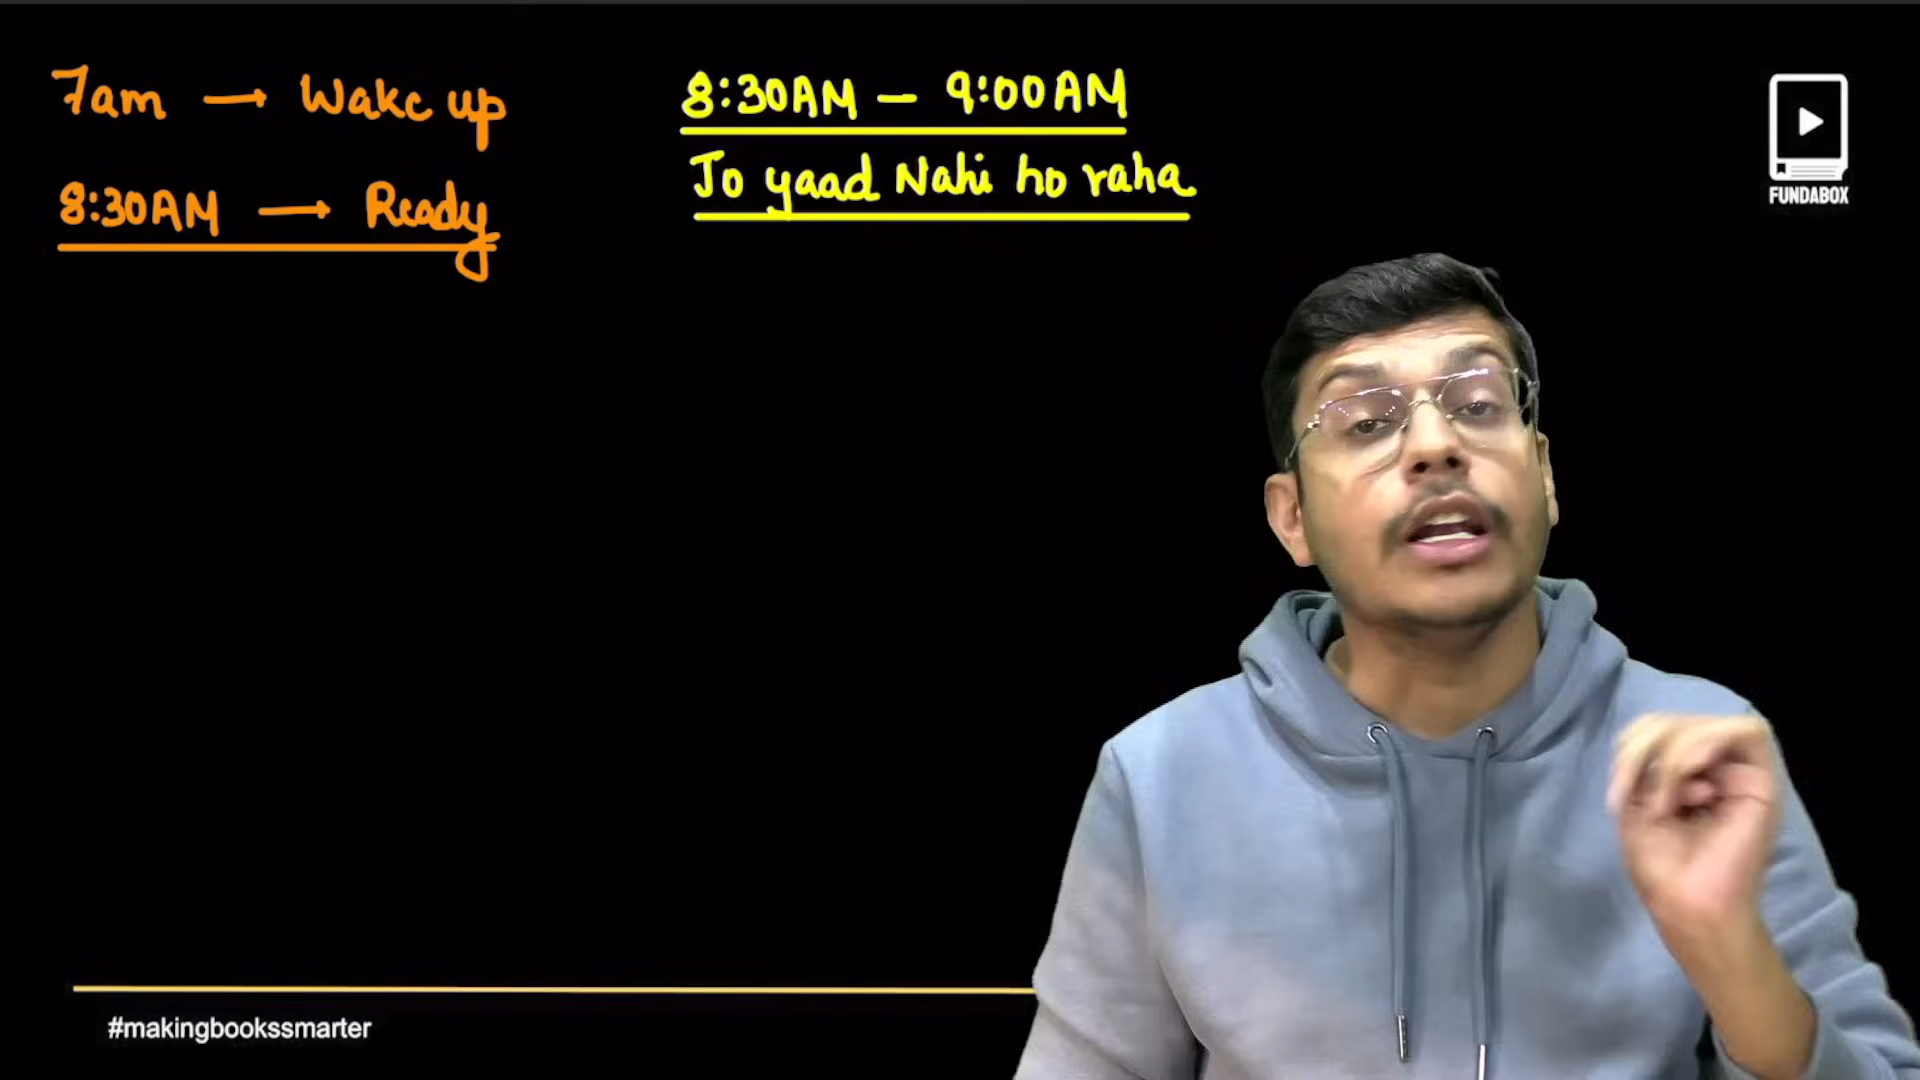 7am → Wake up
8:30AM → Ready
8:30AM – 9:00AM
Jo yaad Nahi ho raha
FUNDABOX
#makingbookssmarter